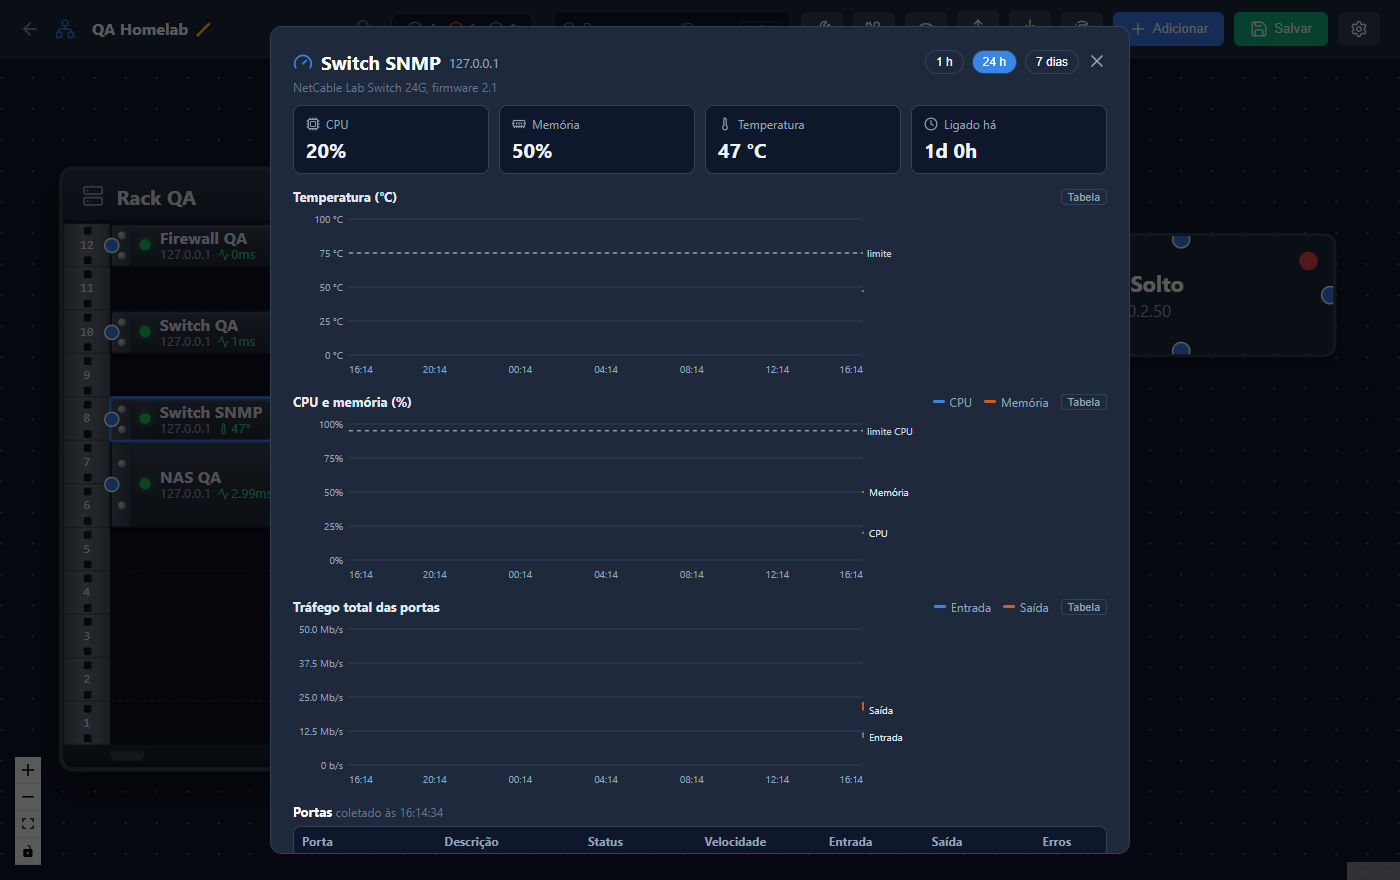 QA Homelab
Adicionar
Salvar
Switch SNMP 127.0.0.1
1 h
24 h
7 dias
NetCable Lab Switch 24G, firmware 2.1
CPU
20%
Memória
50%
Temperatura
47 °C
Ligado há
1d 0h
Temperatura (°C)
Tabela
100 °C
75 °C
limite
50 °C
25 °C
0 °C
16:14
20:14
00:14
04:14
08:14
12:14
16:14
CPU e memória (%)
CPU
Memória
Tabela
100%
limite CPU
75%
50%
Memória
25%
CPU
0%
16:14
20:14
00:14
04:14
08:14
12:14
16:14
Tráfego total das portas
Entrada
Saída
Tabela
50.0 Mb/s
37.5 Mb/s
25.0 Mb/s
Saída
12.5 Mb/s
Entrada
0 b/s
16:14
20:14
00:14
04:14
08:14
12:14
16:14
Portas coletado às 16:14:34
Porta Descrição Status Velocidade Entrada Saída Erros
Rack QA
12
Firewall QA
127.0.0.1 0ms
11
10
Switch QA
127.0.0.1 1ms
9
8
Switch SNMP
127.0.0.1 47°
7
NAS QA
127.0.0.1 2.99ms
6
5
4
3
2
1
Solto
0.2.50